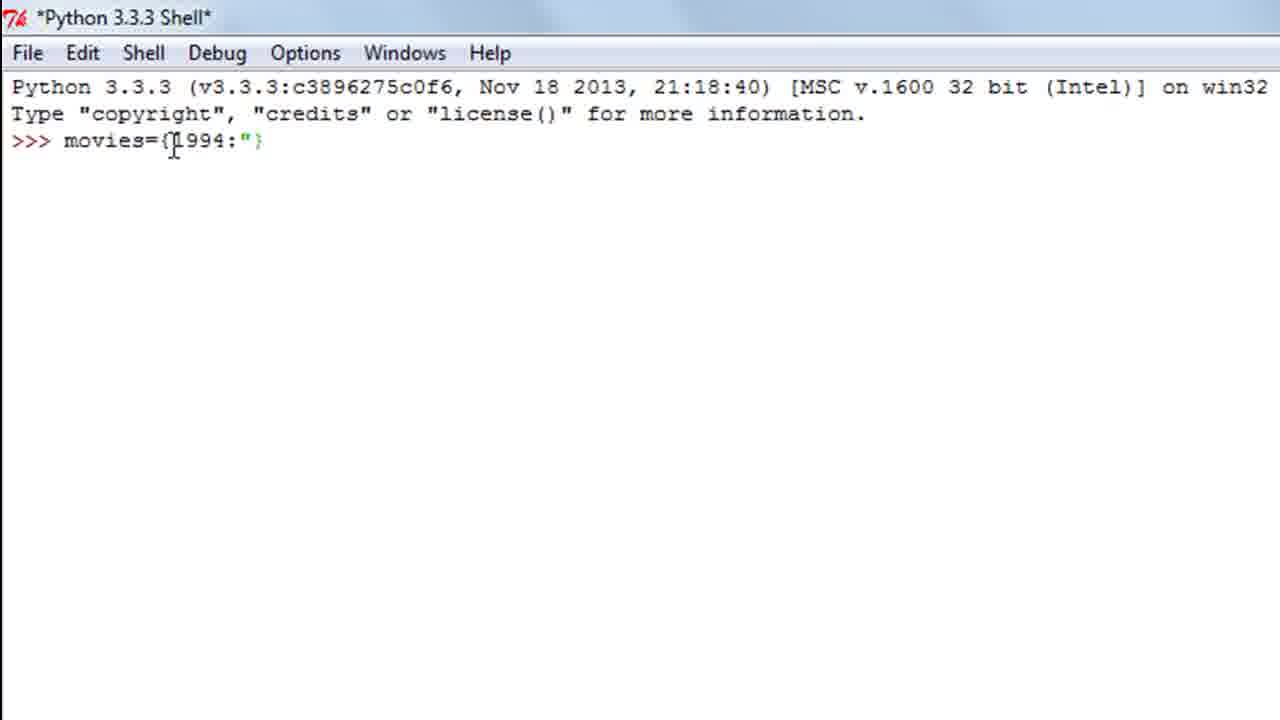 *Python 3.3.3 Shell*
File Edit Shell Debug Options Windows Help
Python 3.3.3 (v3.3.3:c3896275c0f6, Nov 18 2013, 21:18:40) [MSC v.1600 32 bit (Intel)] on win32
Type "copyright", "credits" or "license()" for more information.
>>> movies={1994:"}